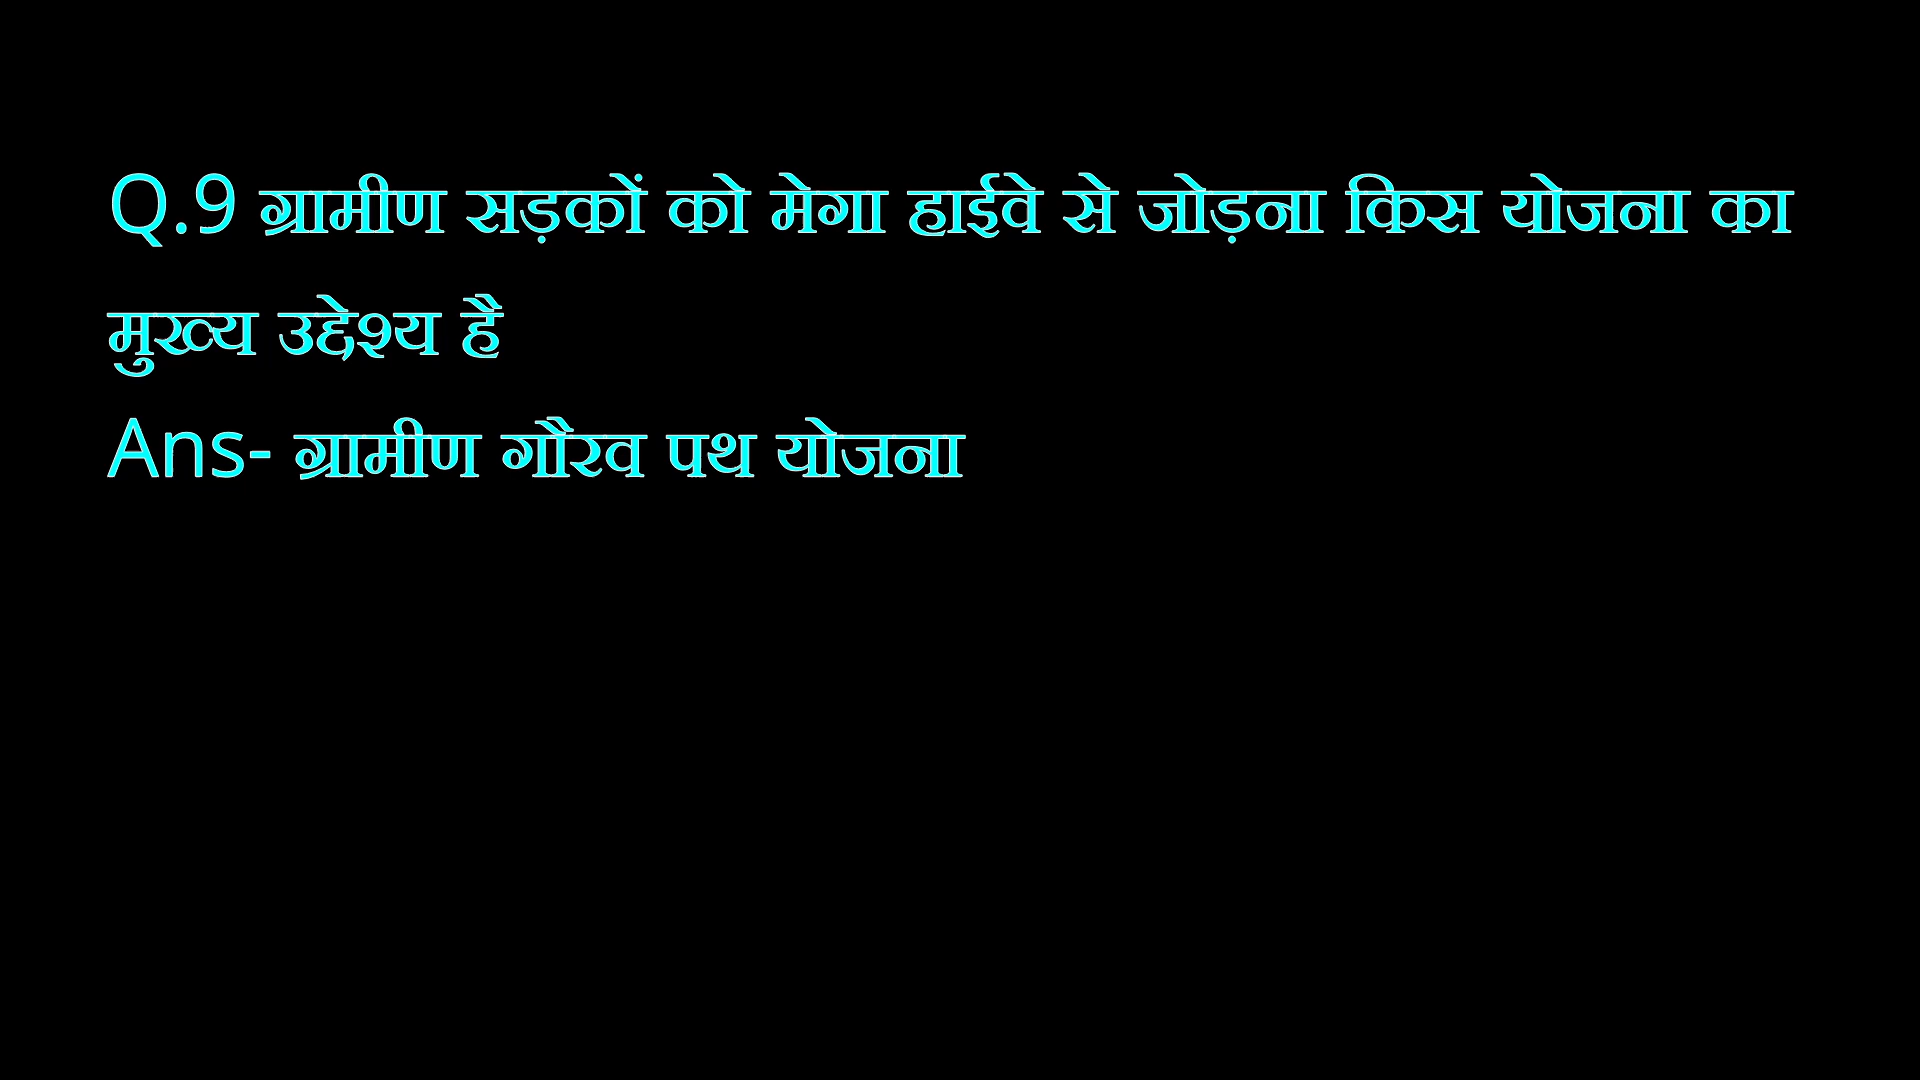 Q.9 ग्रामीण सड़कों को मेगा हाईवे से जोड़ना किस योजना का
मुख्य उद्देश्य है
Ans- ग्रामीण गौरव पथ योजना